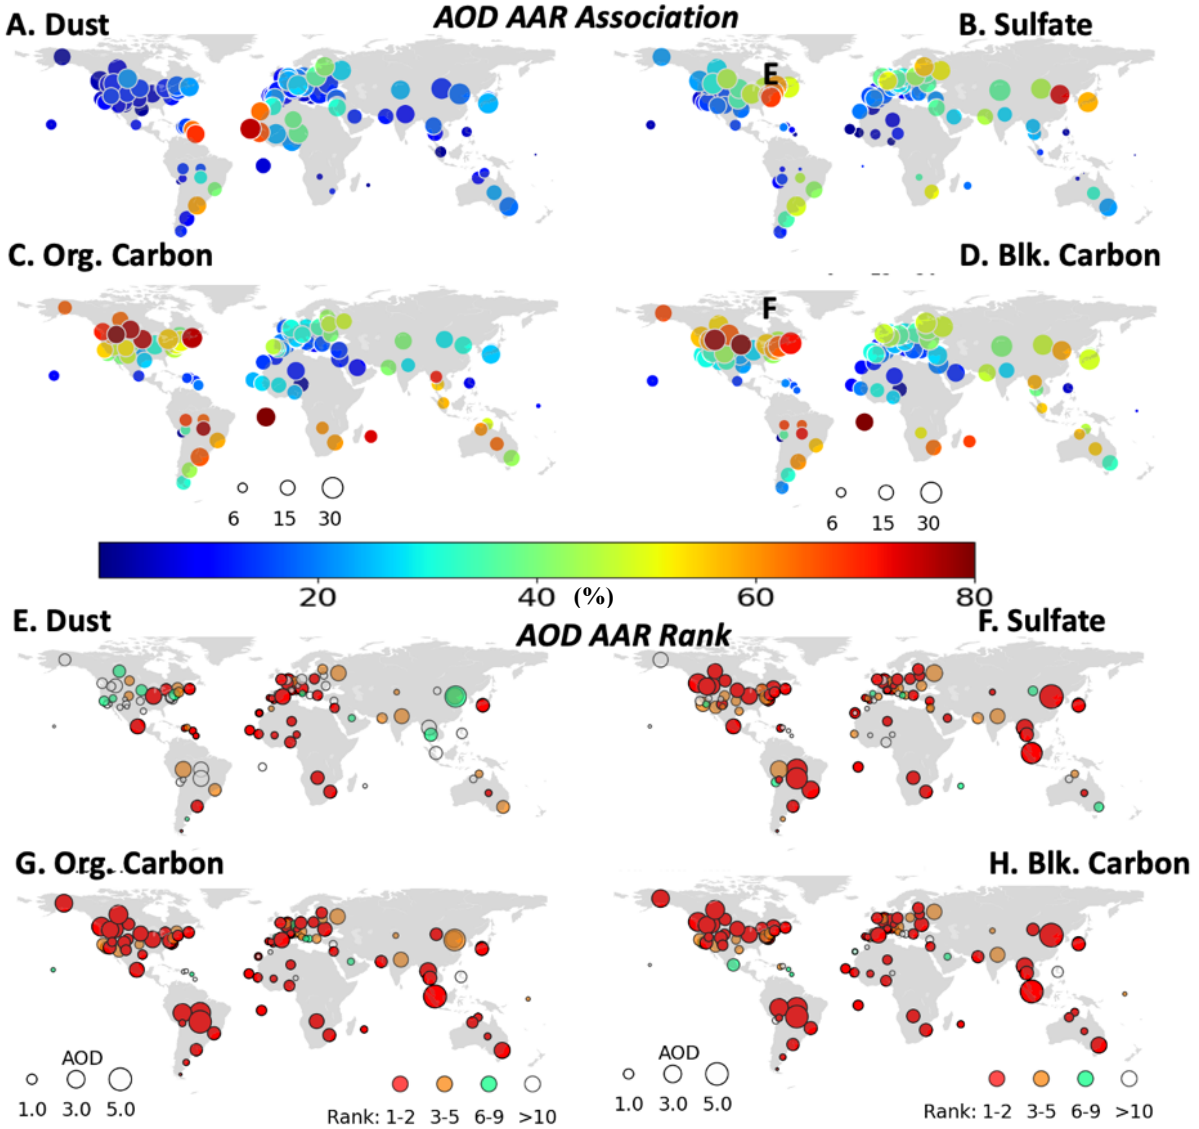 AOD AAR Association
A. Dust
B. Sulfate
E
C. Org. Carbon
D. Blk. Carbon
F
6 15 30
6 15 30
20 40 (%) 60 80
AOD AAR Rank
E. Dust
F. Sulfate
G. Org. Carbon
H. Blk. Carbon
AOD
1.0 3.0 5.0
Rank: 1-2 3-5 6-9 >10
AOD
1.0 3.0 5.0
Rank: 1-2 3-5 6-9 >10